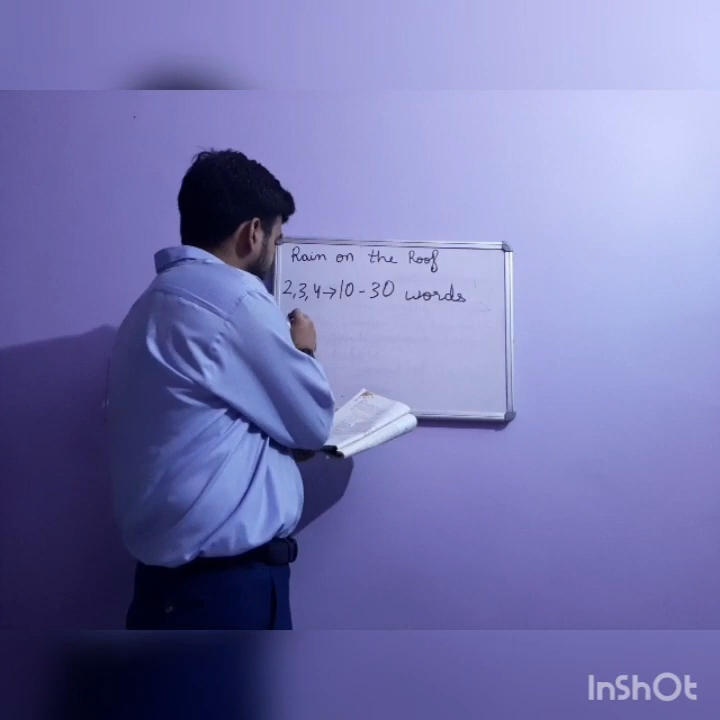 Rain on the Roof
2,3,4→10-30 words
InShOt